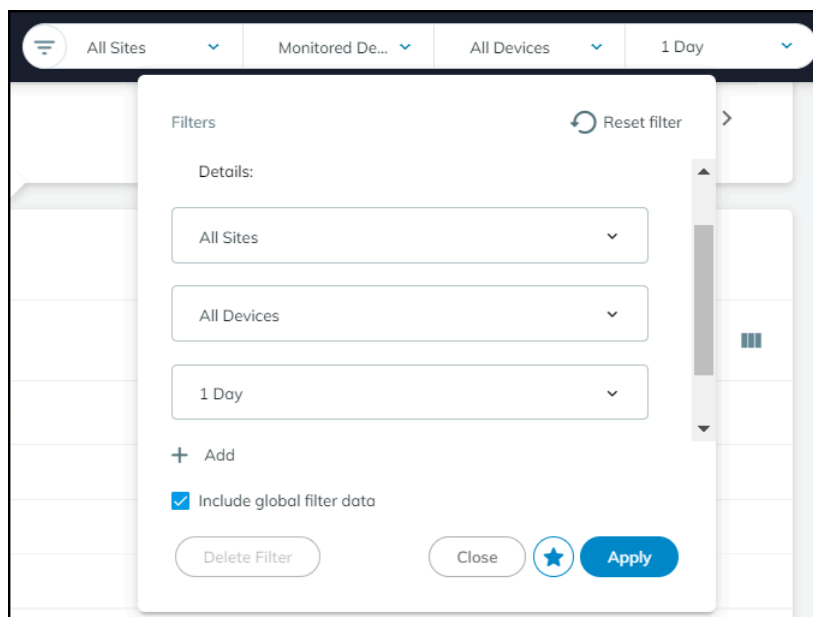 All Sites
Monitored De...
All Devices
1 Day
Filters
Reset filter
Details:
All Sites
All Devices
1 Day
+ Add
Include global filter data
Delete Filter
Close
Apply